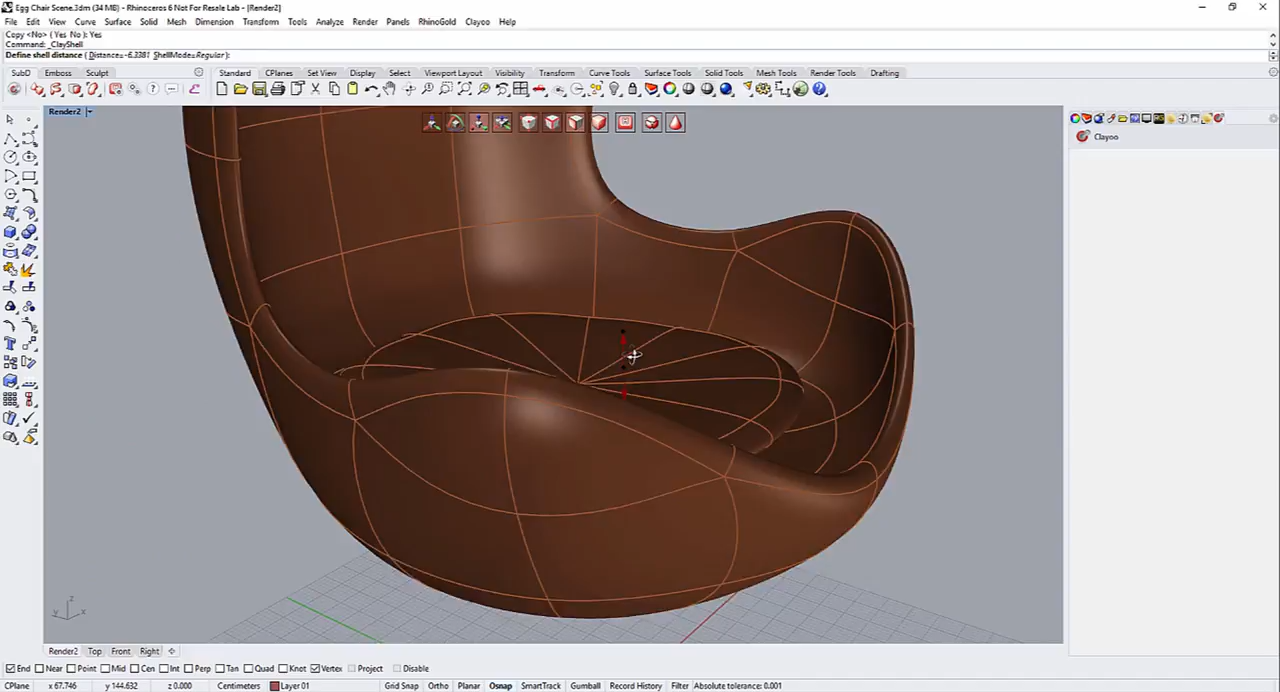 Egg Chair Scene.3dm (34 MB) - Rhinoceros 6 Not For Resale Lab - [Render2]
File Edit View Curve Surface Solid Mesh Dimension Transform Tools Analyze Render Panels RhinoGold Clayoo Help
Copy <No> ( Yes No ): Yes
Command: _ClayShell
Define shell distance ( Distance=-6.3381 ShellMode=Regular):
SubD Emboss Sculpt Standard CPlanes Set View Display Select Viewport Layout Visibility Transform Curve Tools Surface Tools Solid Tools Mesh Tools Render Tools Drafting
Render2
Clayoo
z
y x
Render2 Top Front Right
End Near Point Mid Cen Int Perp Tan Quad Knot Vertex Project Disable
CPlane x 67.746 y 144.632 z 0.000 Centimeters Layer 01 Grid Snap Ortho Planar Osnap SmartTrack Gumball Record History Filter Absolute tolerance: 0.001